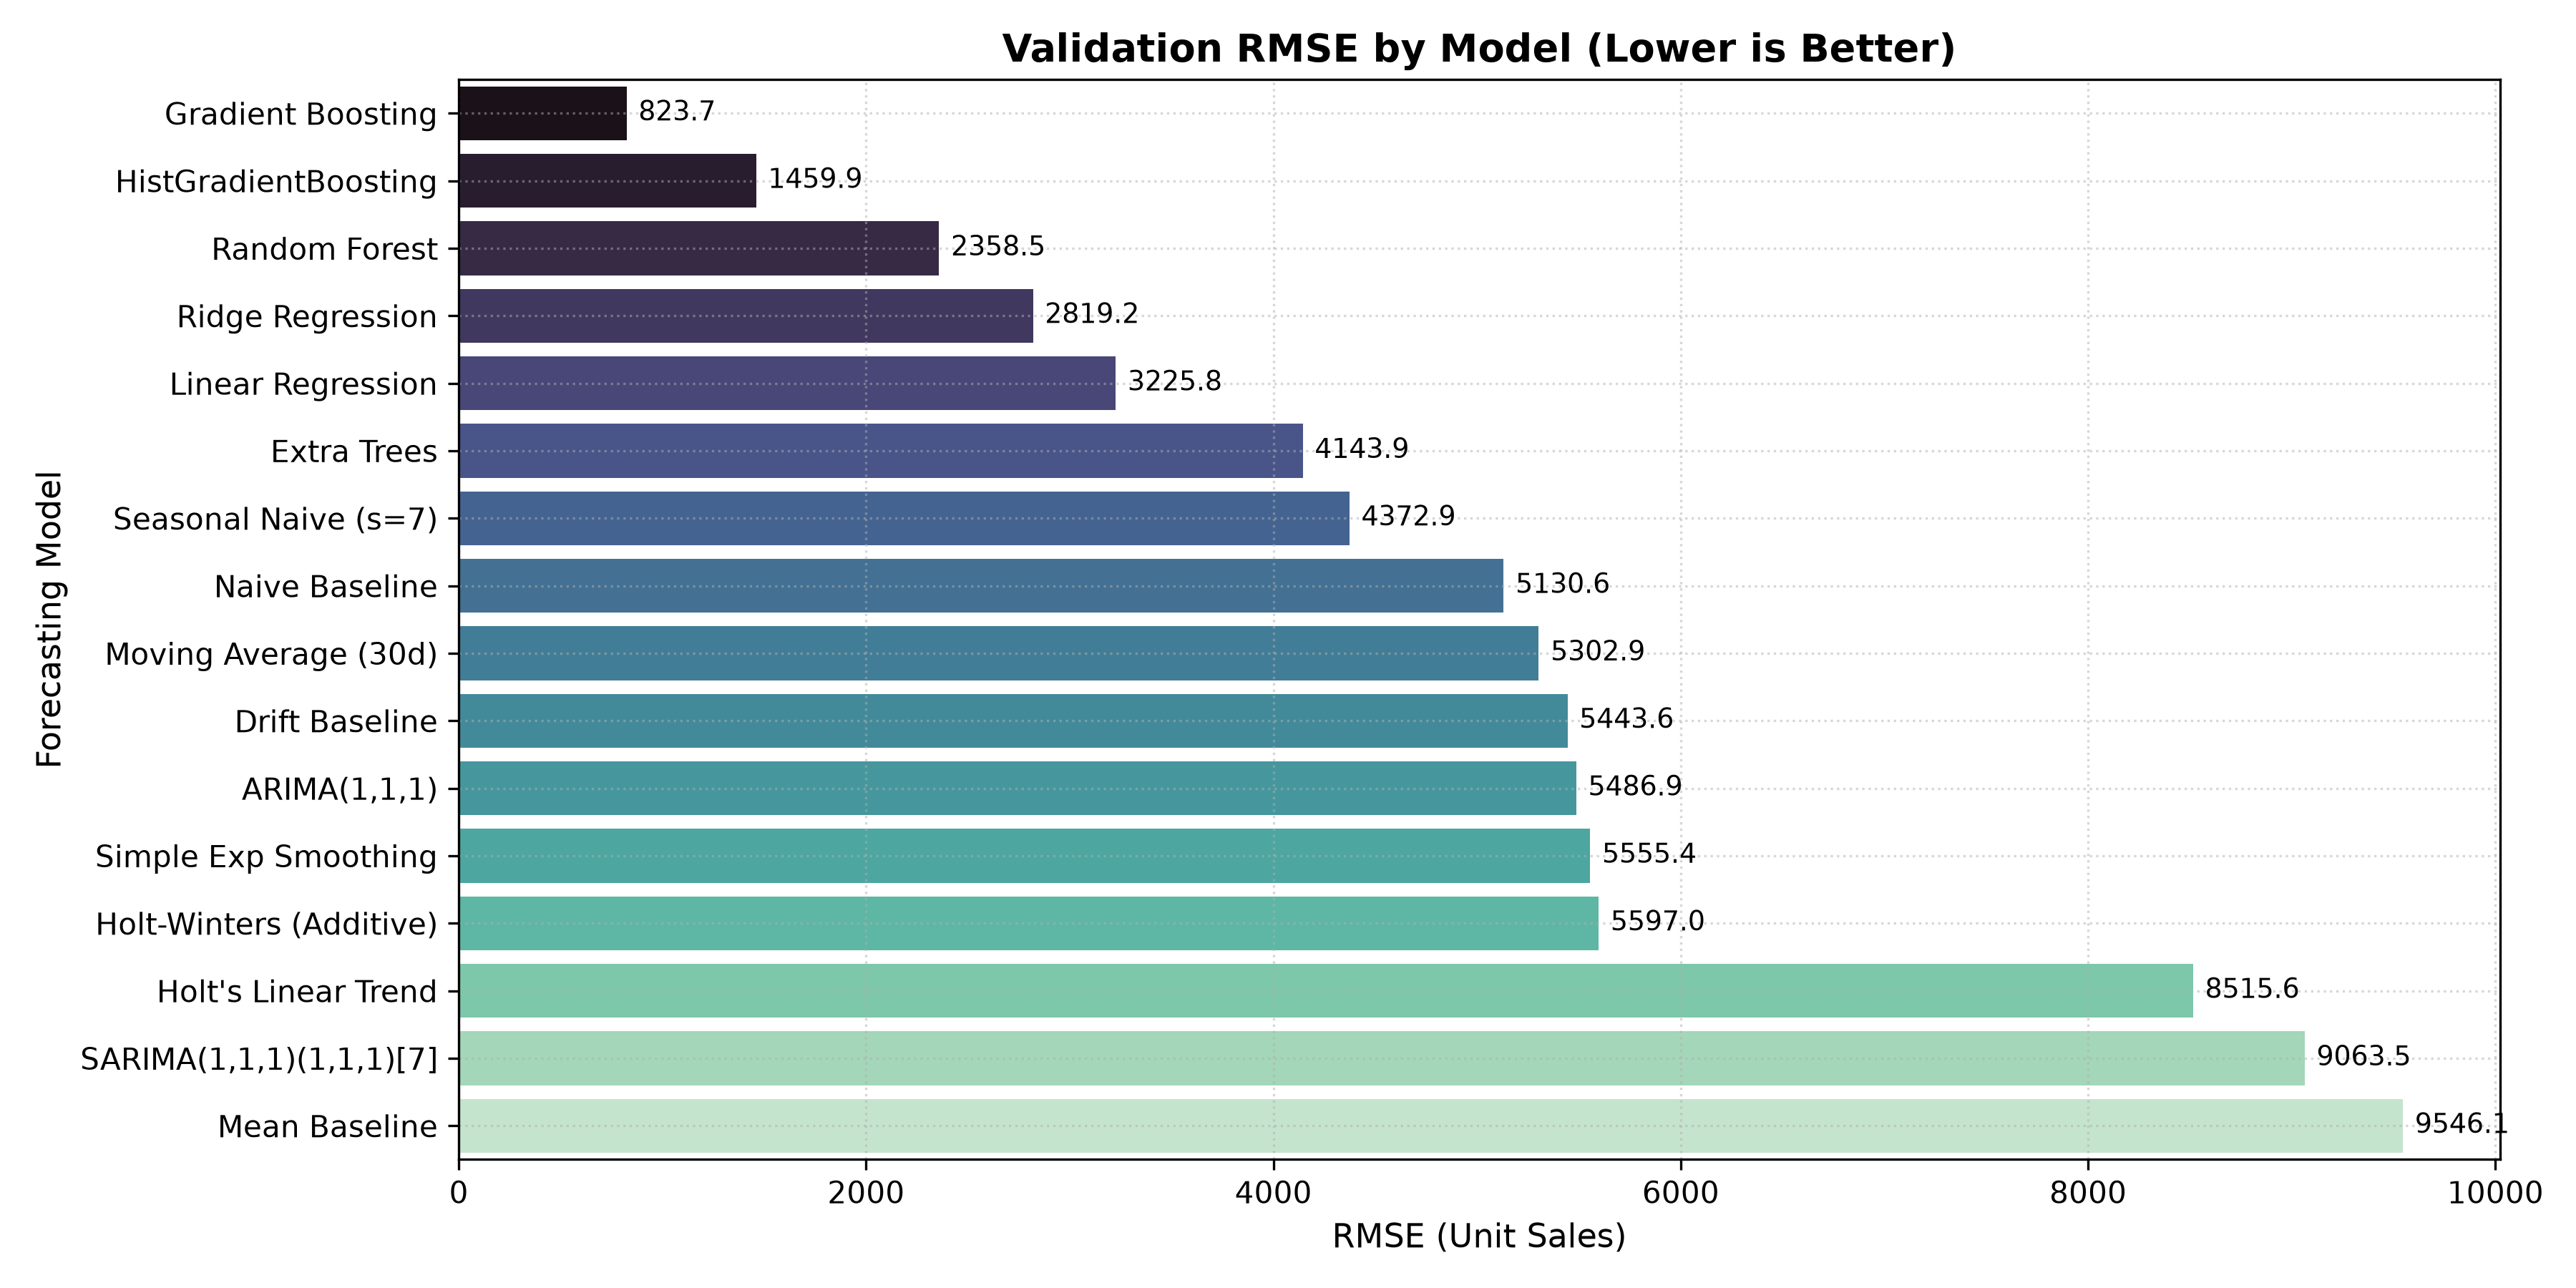 Validation RMSE by Model (Lower is Better)
Forecasting Model
Gradient Boosting 823.7
HistGradientBoosting 1459.9
Random Forest 2358.5
Ridge Regression 2819.2
Linear Regression 3225.8
Extra Trees 4143.9
Seasonal Naive (s=7) 4372.9
Naive Baseline 5130.6
Moving Average (30d) 5302.9
Drift Baseline 5443.6
ARIMA(1,1,1) 5486.9
Simple Exp Smoothing 5555.4
Holt-Winters (Additive) 5597.0
Holt's Linear Trend 8515.6
SARIMA(1,1,1)(1,1,1)[7] 9063.5
Mean Baseline 9546.1
0 2000 4000 6000 8000 10000
RMSE (Unit Sales)